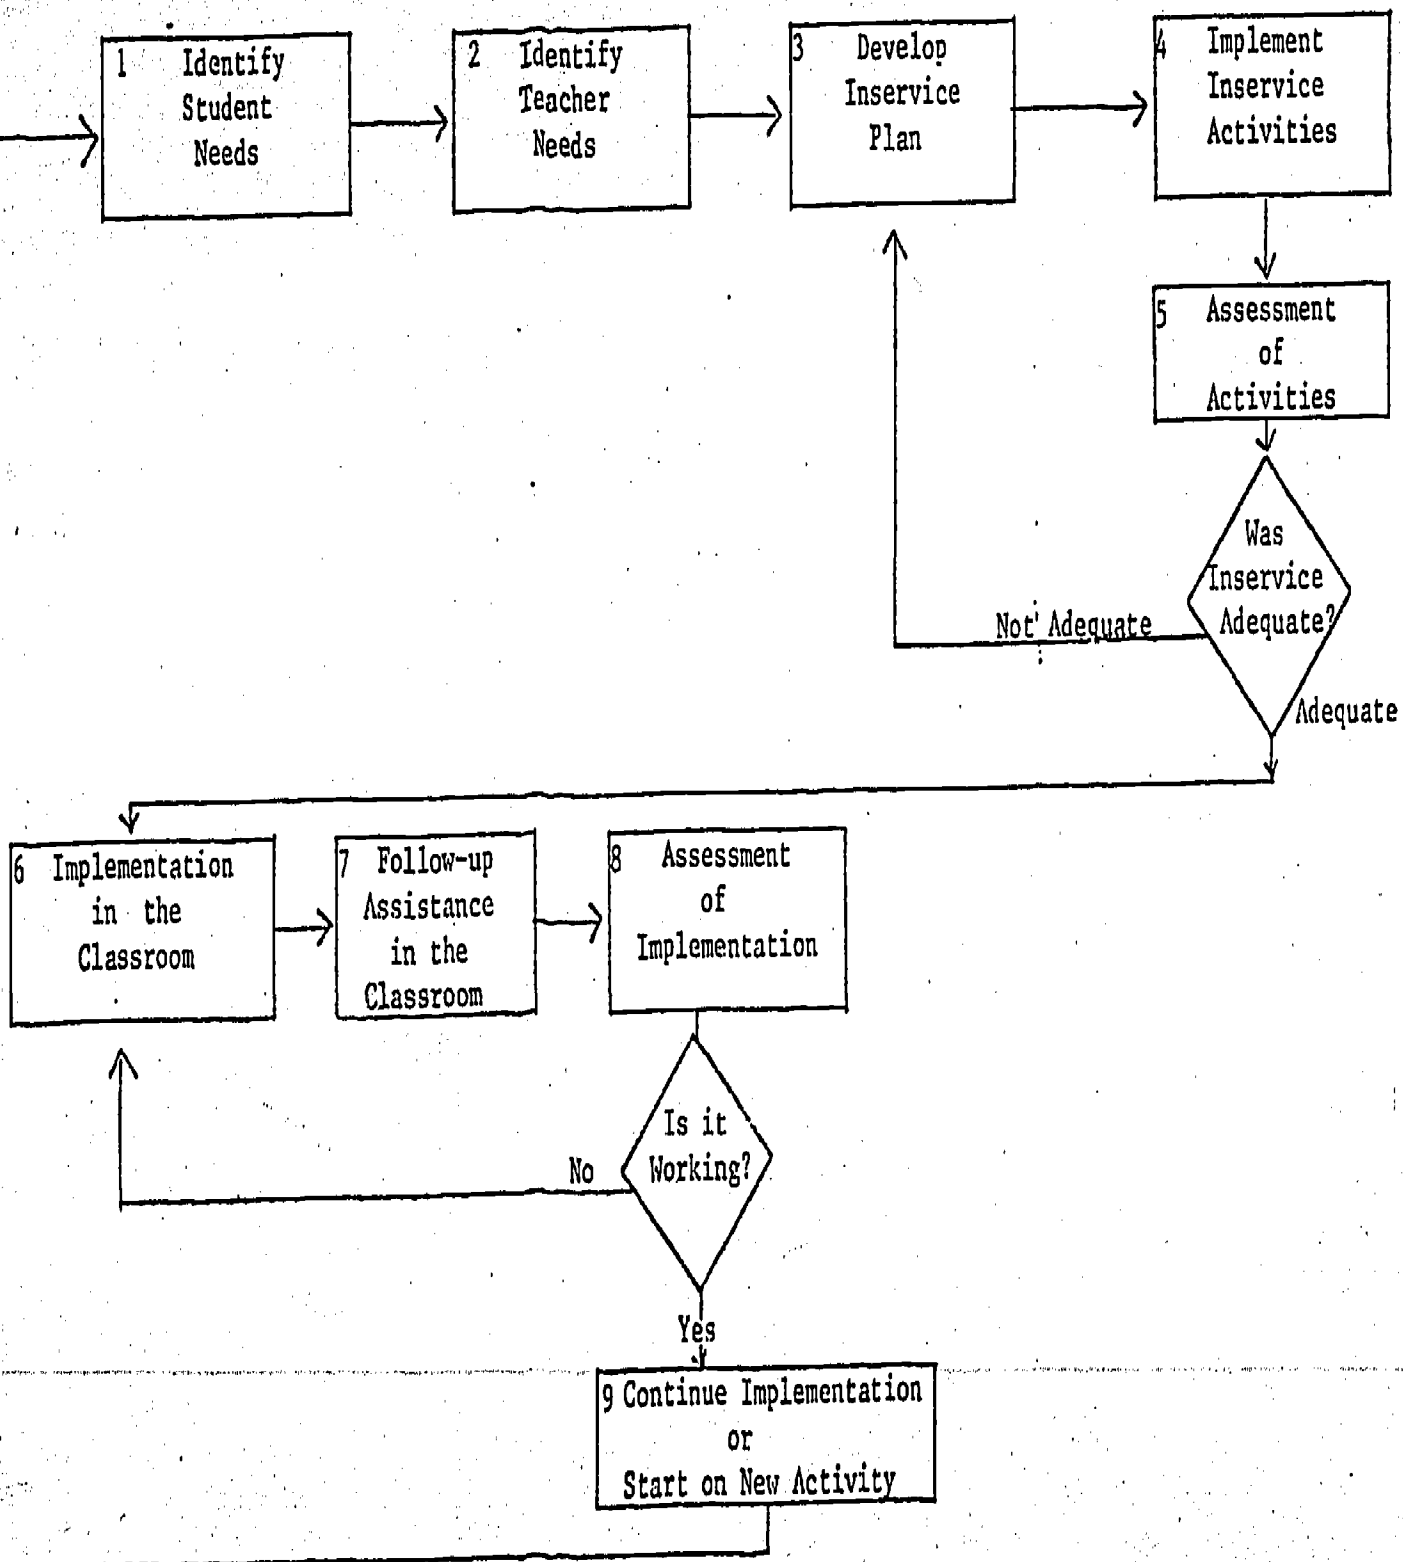 1 Identify
Student
Needs
2 Identify
Teacher
Needs
3 Develop
Inservice
Plan
4 Implement
Inservice
Activities
5 Assessment
of
Activities
Was
Inservice
Adequate?
Not Adequate
Adequate
6 Implementation
in the
Classroom
7 Follow-up
Assistance
in the
Classroom
8 Assessment
of
Implementation
Is it
Working?
No
Yes
9 Continue Implementation
or
Start on New Activity